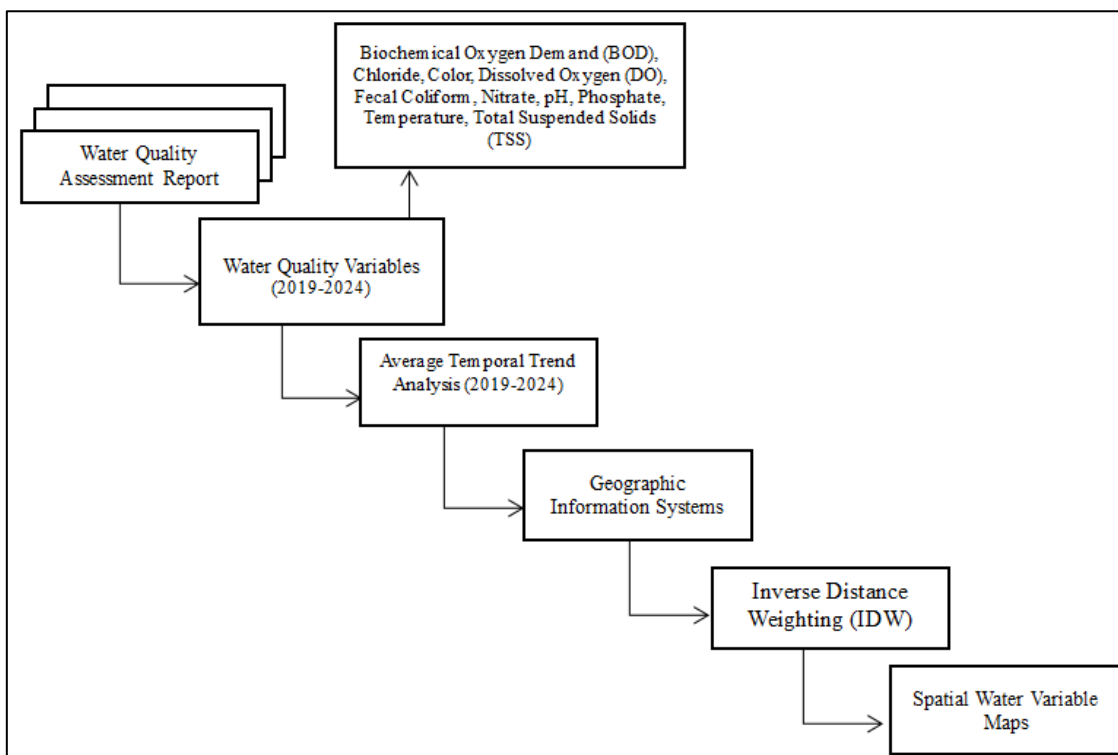 Biochemical Oxygen Demand (BOD),
Chloride, Color, Dissolved Oxygen (DO),
Fecal Coliform, Nitrate, pH, Phosphate,
Temperature, Total Suspended Solids
(TSS)
Water Quality
Assessment Report
Water Quality Variables
(2019-2024)
Average Temporal Trend
Analysis (2019-2024)
Geographic
Information Systems
Inverse Distance
Weighting (IDW)
Spatial Water Variable
Maps